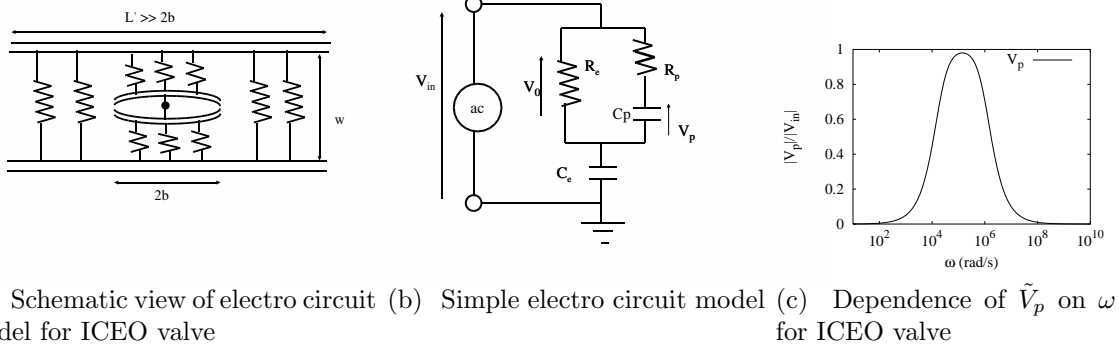 L' >> 2b
w
2b
V_in
ac
V_0
R_e
R_p
Cp
V_p
C_e
|V_p|/|V_in|
1
0.8
0.6
0.4
0.2
0
V_p
10^2 10^4 10^6 10^8 10^10
ω (rad/s)
Schematic view of electro circuit
del for ICEO valve
(b) Simple electro circuit model
(c) Dependence of Ṽ_p on ω
for ICEO valve